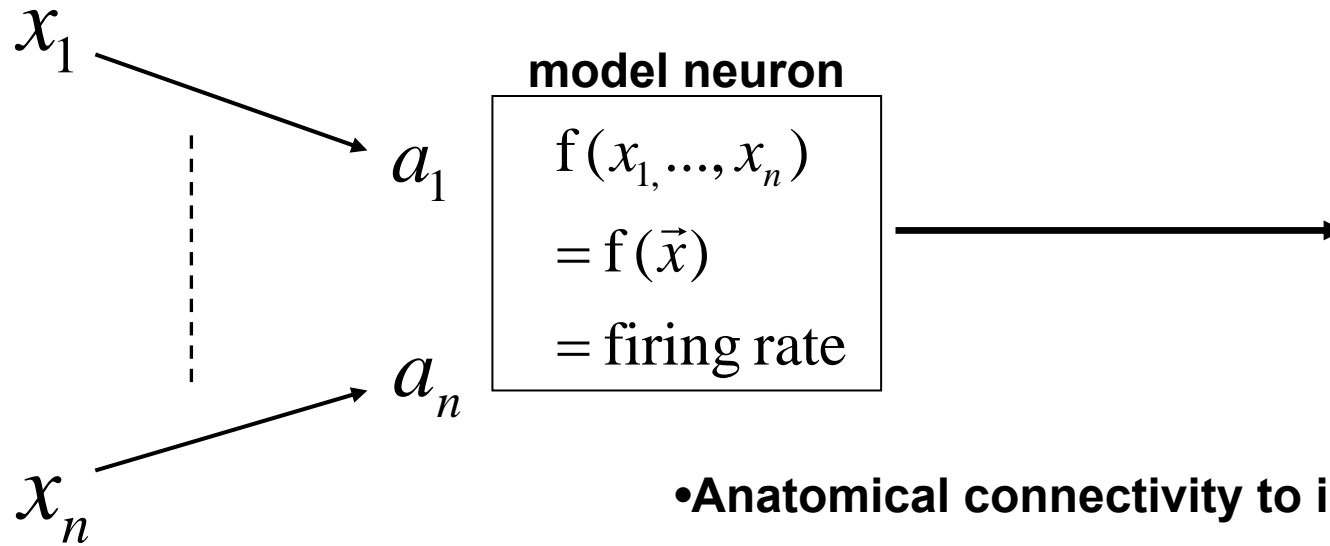 x₁
model neuron
a₁
f(x₁,...,xₙ)
= f(x⃗)
= firing rate
aₙ
xₙ
•Anatomical connectivity to i